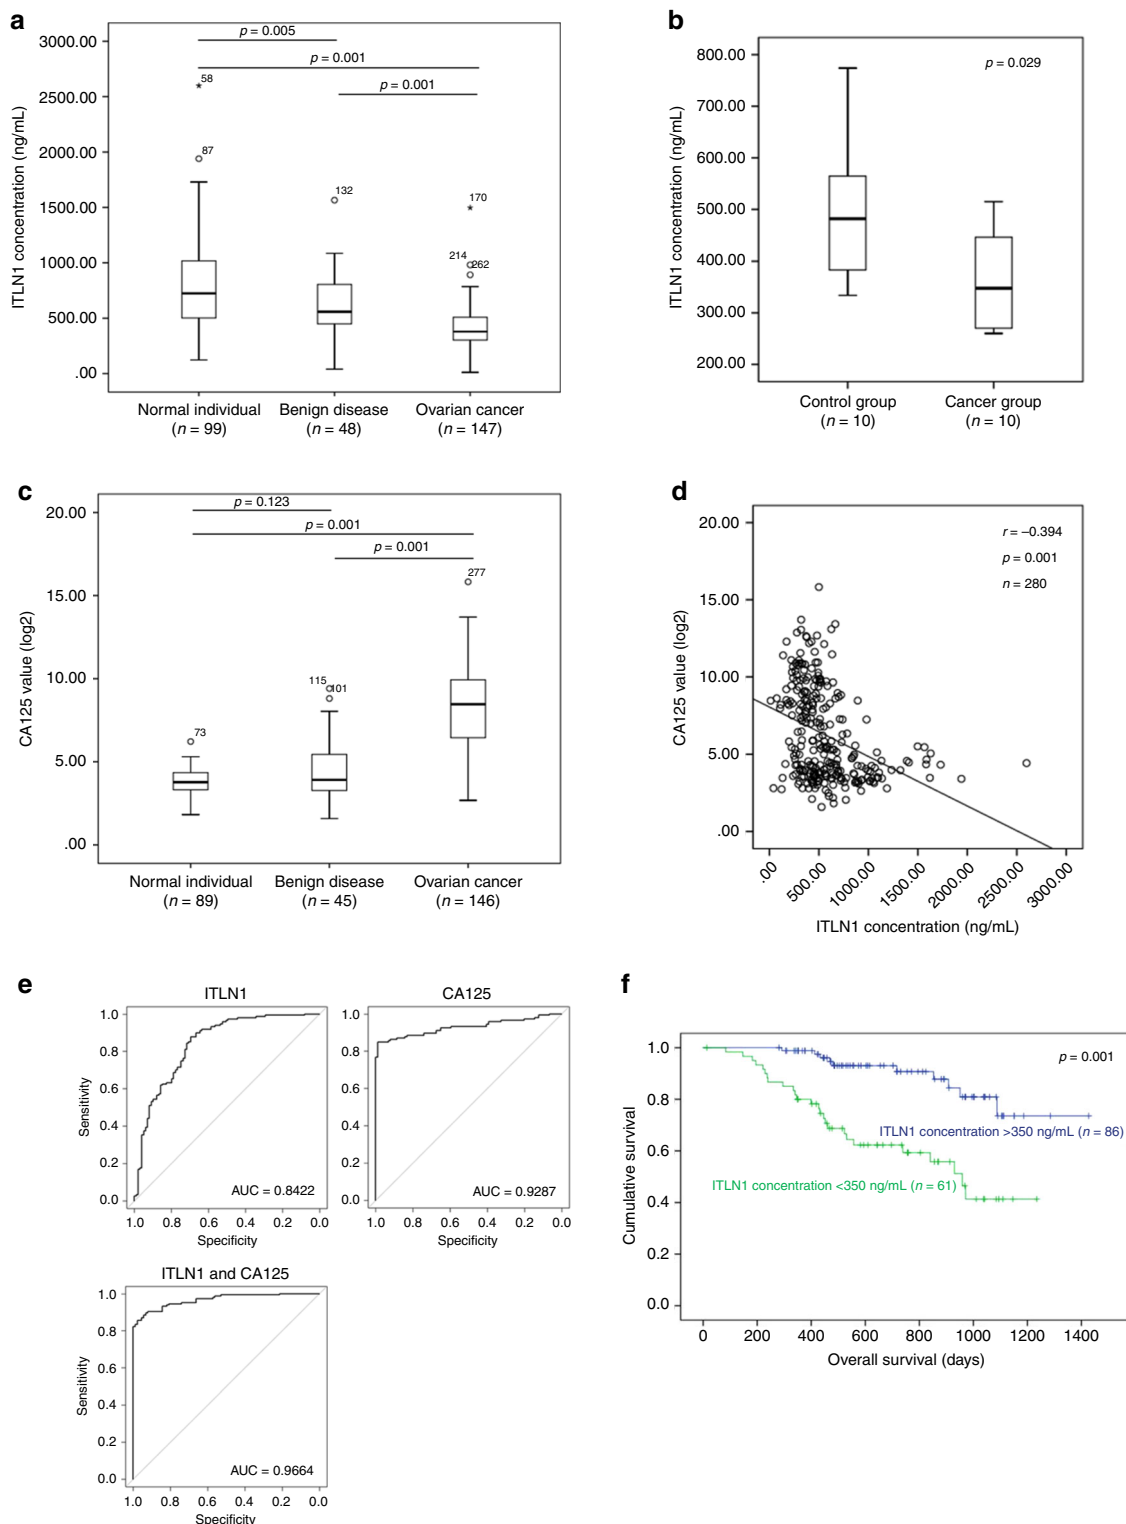 a
p = 0.005
p = 0.001
p = 0.001
3000.00
2500.00
2000.00
1500.00
1000.00
500.00
.00
ITLN1 concentration (ng/mL)
58
87
132
170
214
262
Normal individual
(n = 99)
Benign disease
(n = 48)
Ovarian cancer
(n = 147)
b
p = 0.029
800.00
700.00
600.00
500.00
400.00
300.00
200.00
ITLN1 concentration (ng/mL)
Control group
(n = 10)
Cancer group
(n = 10)
c
p = 0.123
p = 0.001
p = 0.001
20.00
15.00
10.00
5.00
.00
CA125 value (log2)
73
115
101
277
Normal individual
(n = 89)
Benign disease
(n = 45)
Ovarian cancer
(n = 146)
d
r = –0.394
p = 0.001
n = 280
20.00
15.00
10.00
5.00
.00
CA125 value (log2)
.00
500.00
1000.00
1500.00
2000.00
2500.00
3000.00
ITLN1 concentration (ng/mL)
e
ITLN1
1.0
0.8
0.6
0.4
0.2
0.0
Sensitivity
AUC = 0.8422
1.0 0.8 0.6 0.4 0.2 0.0
Specificity
CA125
1.0
0.8
0.6
0.4
0.2
0.0
AUC = 0.9287
1.0 0.8 0.6 0.4 0.2 0.0
Specificity
ITLN1 and CA125
1.0
0.8
0.6
0.4
0.2
0.0
Sensitivity
AUC = 0.9664
1.0 0.8 0.6 0.4 0.2 0.0
Specificity
f
p = 0.001
1.0
0.8
0.6
0.4
0.2
0.0
Cumulative survival
ITLN1 concentration >350 ng/mL (n = 86)
ITLN1 concentration <350 ng/mL (n = 61)
0 200 400 600 800 1000 1200 1400
Overall survival (days)